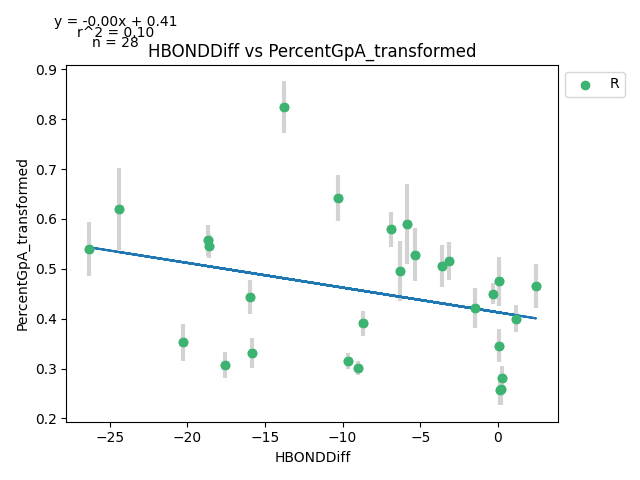 y = -0.00x + 0.41
r^2 = 0.10
n = 28
HBONDDiff vs PercentGpA_transformed
R
PercentGpA_transformed
0.9
0.8
0.7
0.6
0.5
0.4
0.3
0.2
−25
−20
−15
−10
−5
0
HBONDDiff